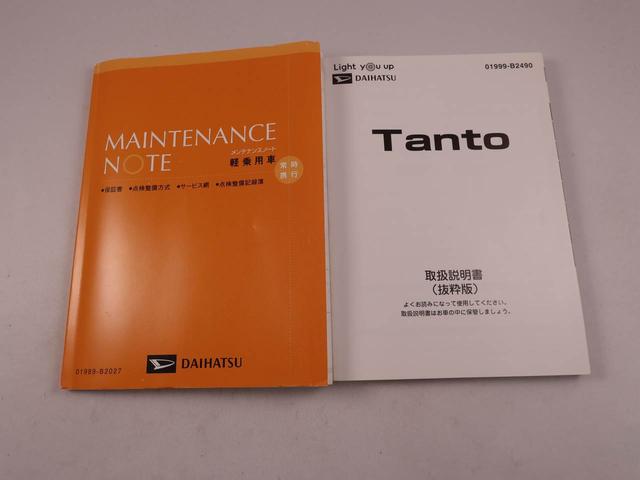 MAINTENANCE
NOTE
メンテナンスノート
軽乗用車
常時
携行
●保証書 ●点検整備方式 ●サービス網 ●点検整備記録簿
DAIHATSU
01999-B2027
Light you up
DAIHATSU
01999-B2490
Tanto
取扱説明書
(抜粋版)
よくお読みになって使用してください。
取扱説明書はお車の中に保管しましょう。